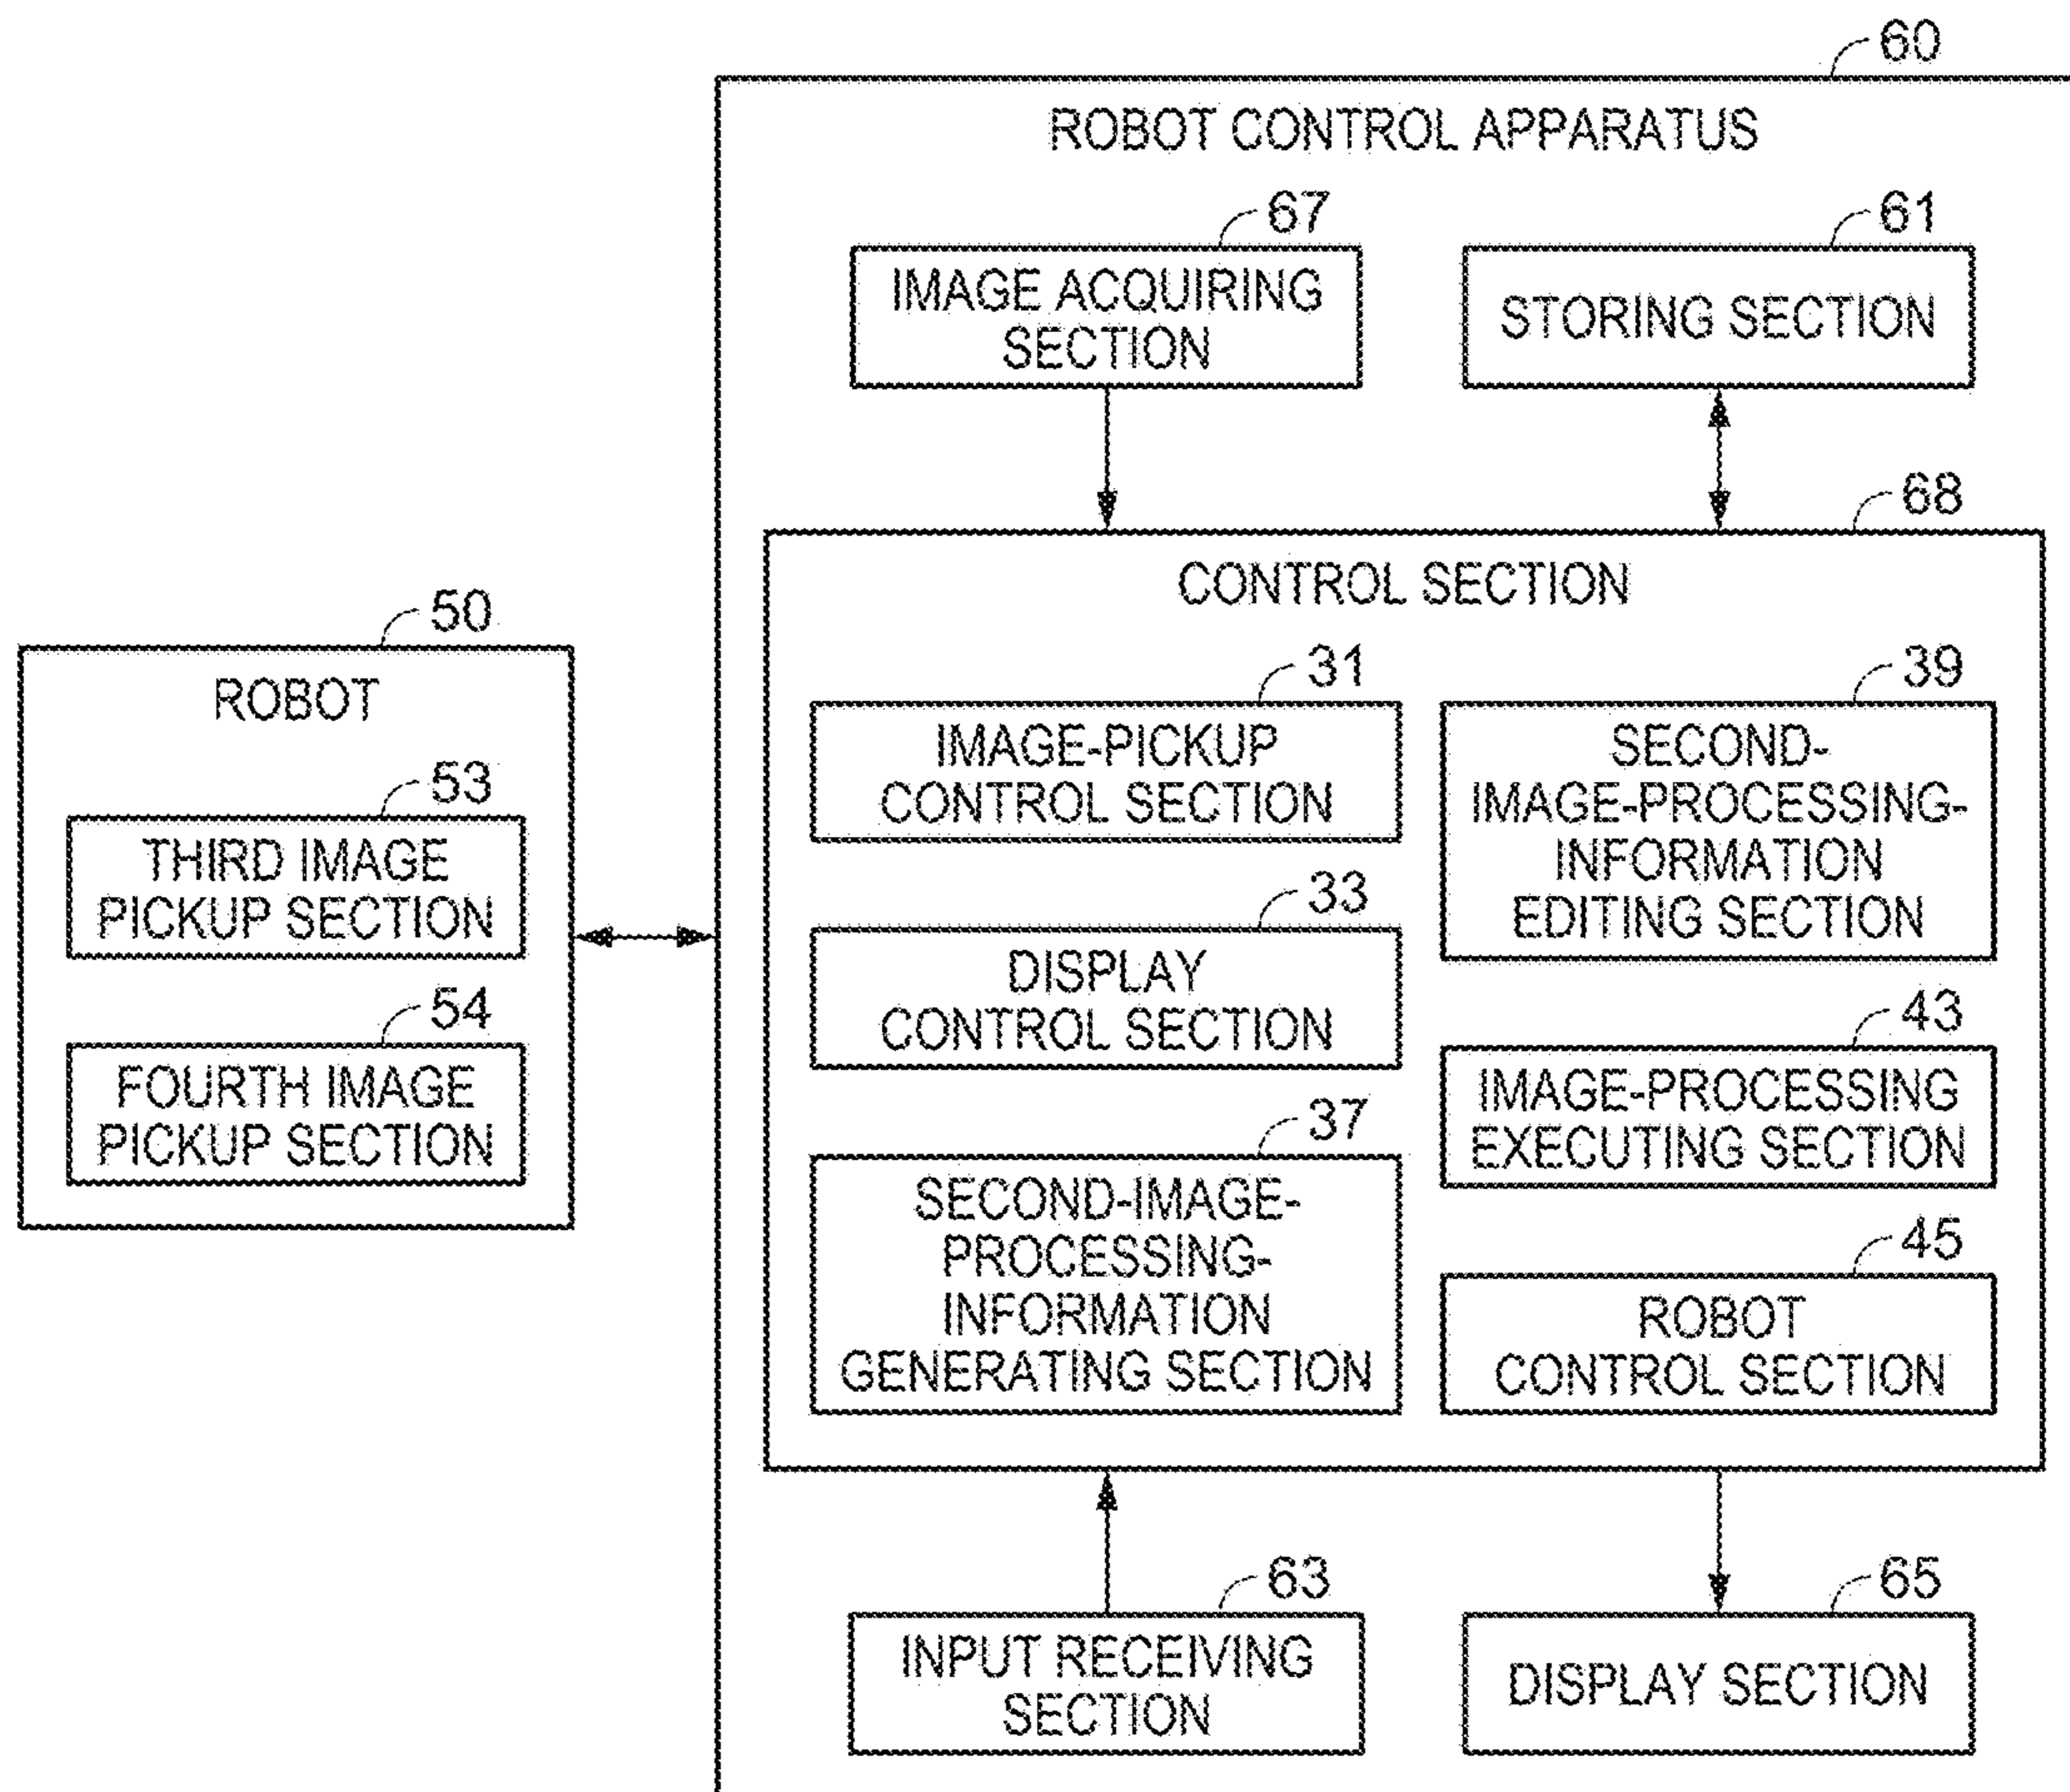 60
ROBOT CONTROL APPARATUS
67
IMAGE ACQUIRING
SECTION
61
STORING SECTION
68
CONTROL SECTION
50
ROBOT
53
THIRD IMAGE
PICKUP SECTION
54
FOURTH IMAGE
PICKUP SECTION
31
IMAGE-PICKUP
CONTROL SECTION
33
DISPLAY
CONTROL SECTION
37
SECOND-IMAGE-
PROCESSING-
INFORMATION
GENERATING SECTION
39
SECOND-
IMAGE-PROCESSING-
INFORMATION
EDITING SECTION
43
IMAGE-PROCESSING
EXECUTING SECTION
45
ROBOT
CONTROL SECTION
63
INPUT RECEIVING
SECTION
65
DISPLAY SECTION